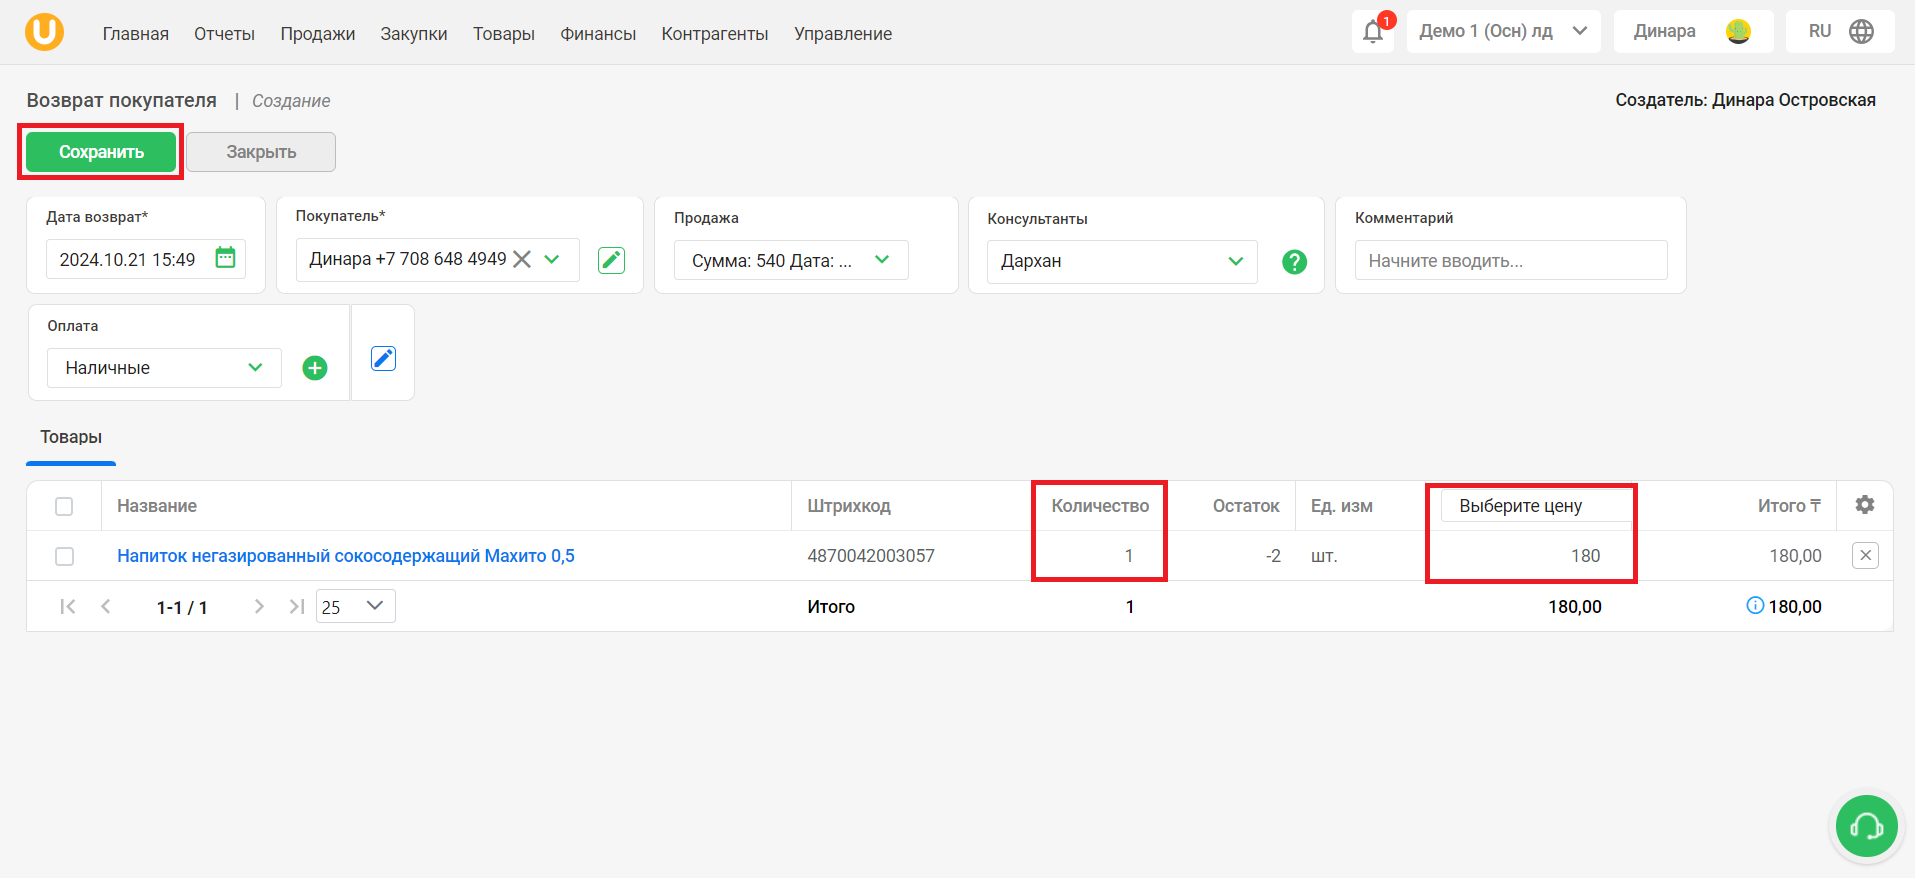 Главная Отчеты Продажи Закупки Товары Финансы Контрагенты Управление 1 Демо 1 (Осн) лд Динара RU
Возврат покупателя | Создание Создатель: Динара Островская
Сохранить Закрыть
Дата возврат* Покупатель* Продажа Консультанты Комментарий
2024.10.21 15:49 Динара +7 708 648 4949 Сумма: 540 Дата: ... Дархан Начните вводить...
Оплата
Наличные
Товары
Название Штрихкод Количество Остаток Ед. изм Выберите цену Итого ₸
Напиток негазированный сокосодержащий Махито 0,5 4870042003057 1 -2 шт. 180 180,00
1-1 / 1 25 Итого 1 180,00 180,00